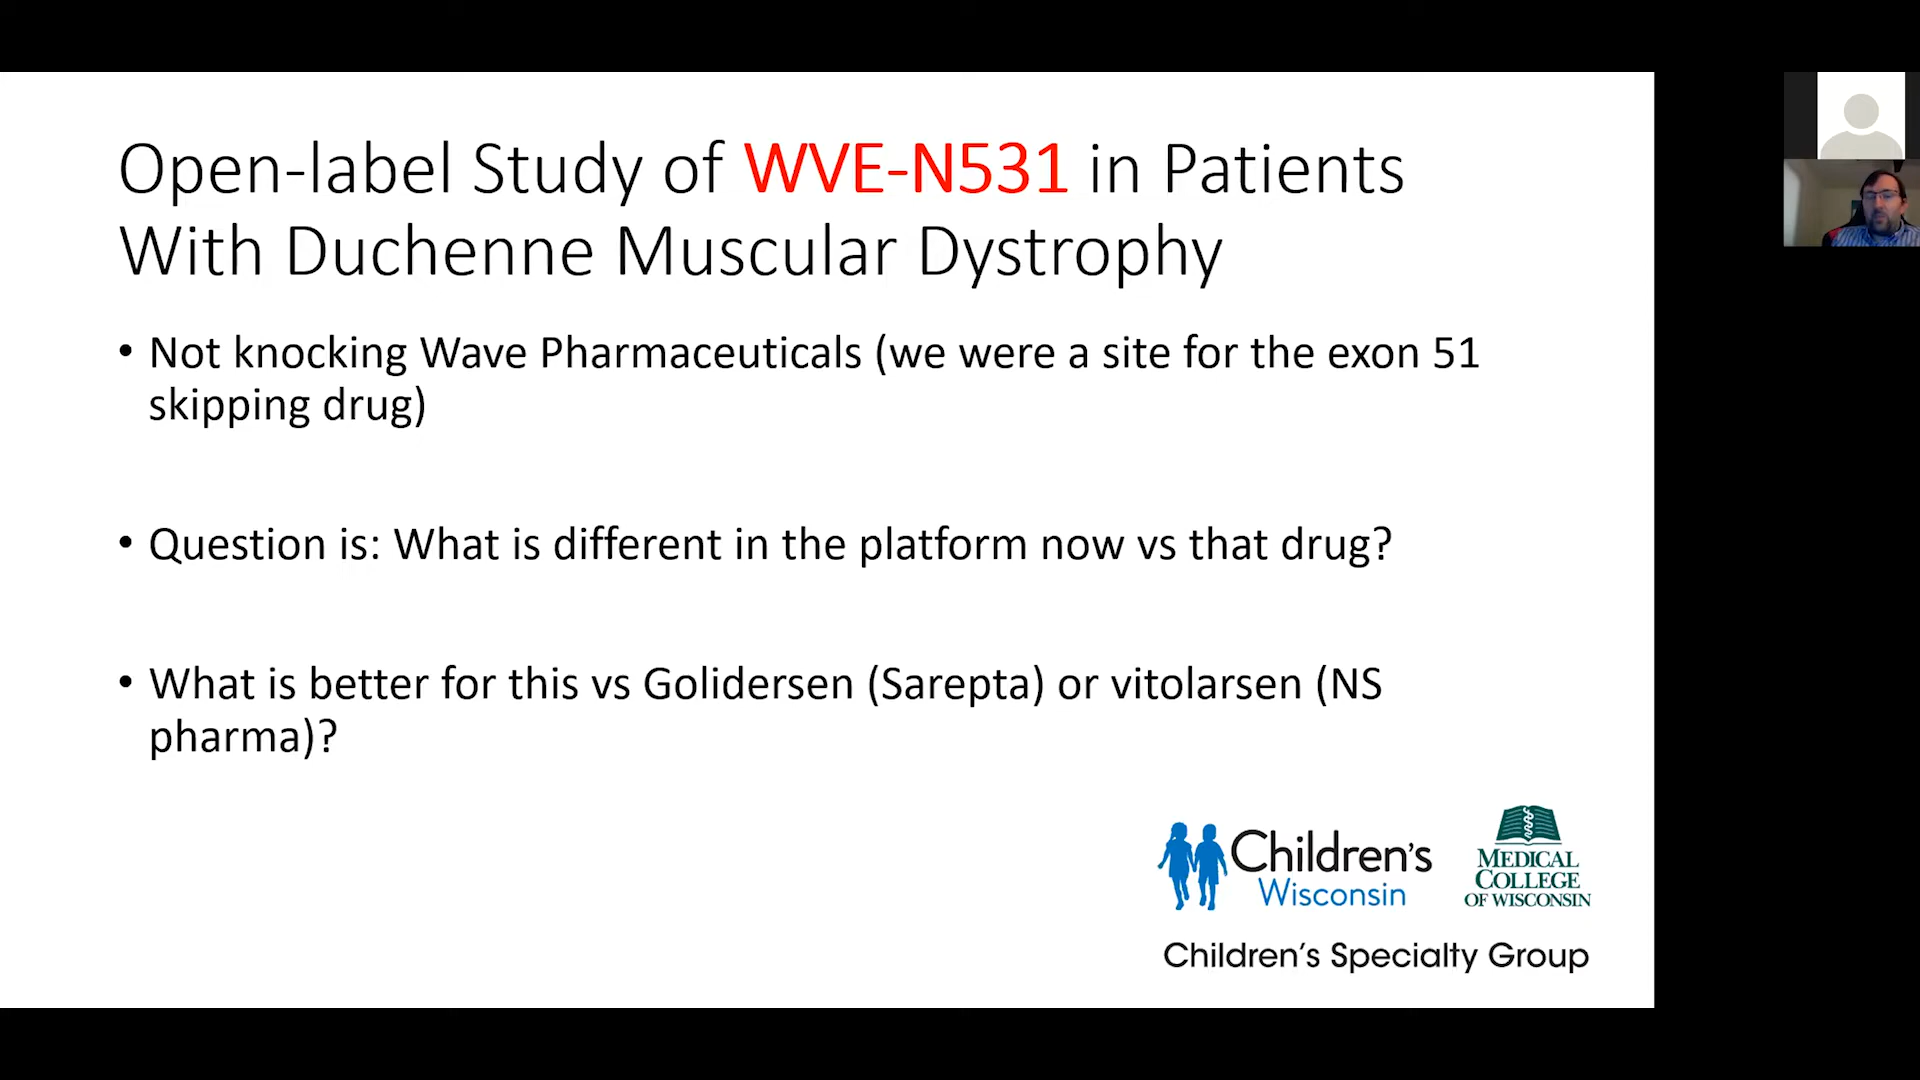 Open-label Study of WVE-N531 in Patients
With Duchenne Muscular Dystrophy
• Not knocking Wave Pharmaceuticals (we were a site for the exon 51
skipping drug)
• Question is: What is different in the platform now vs that drug?
• What is better for this vs Golidersen (Sarepta) or vitolarsen (NS
pharma)?
Children's
Wisconsin
MEDICAL
COLLEGE
OF WISCONSIN
Children's Specialty Group